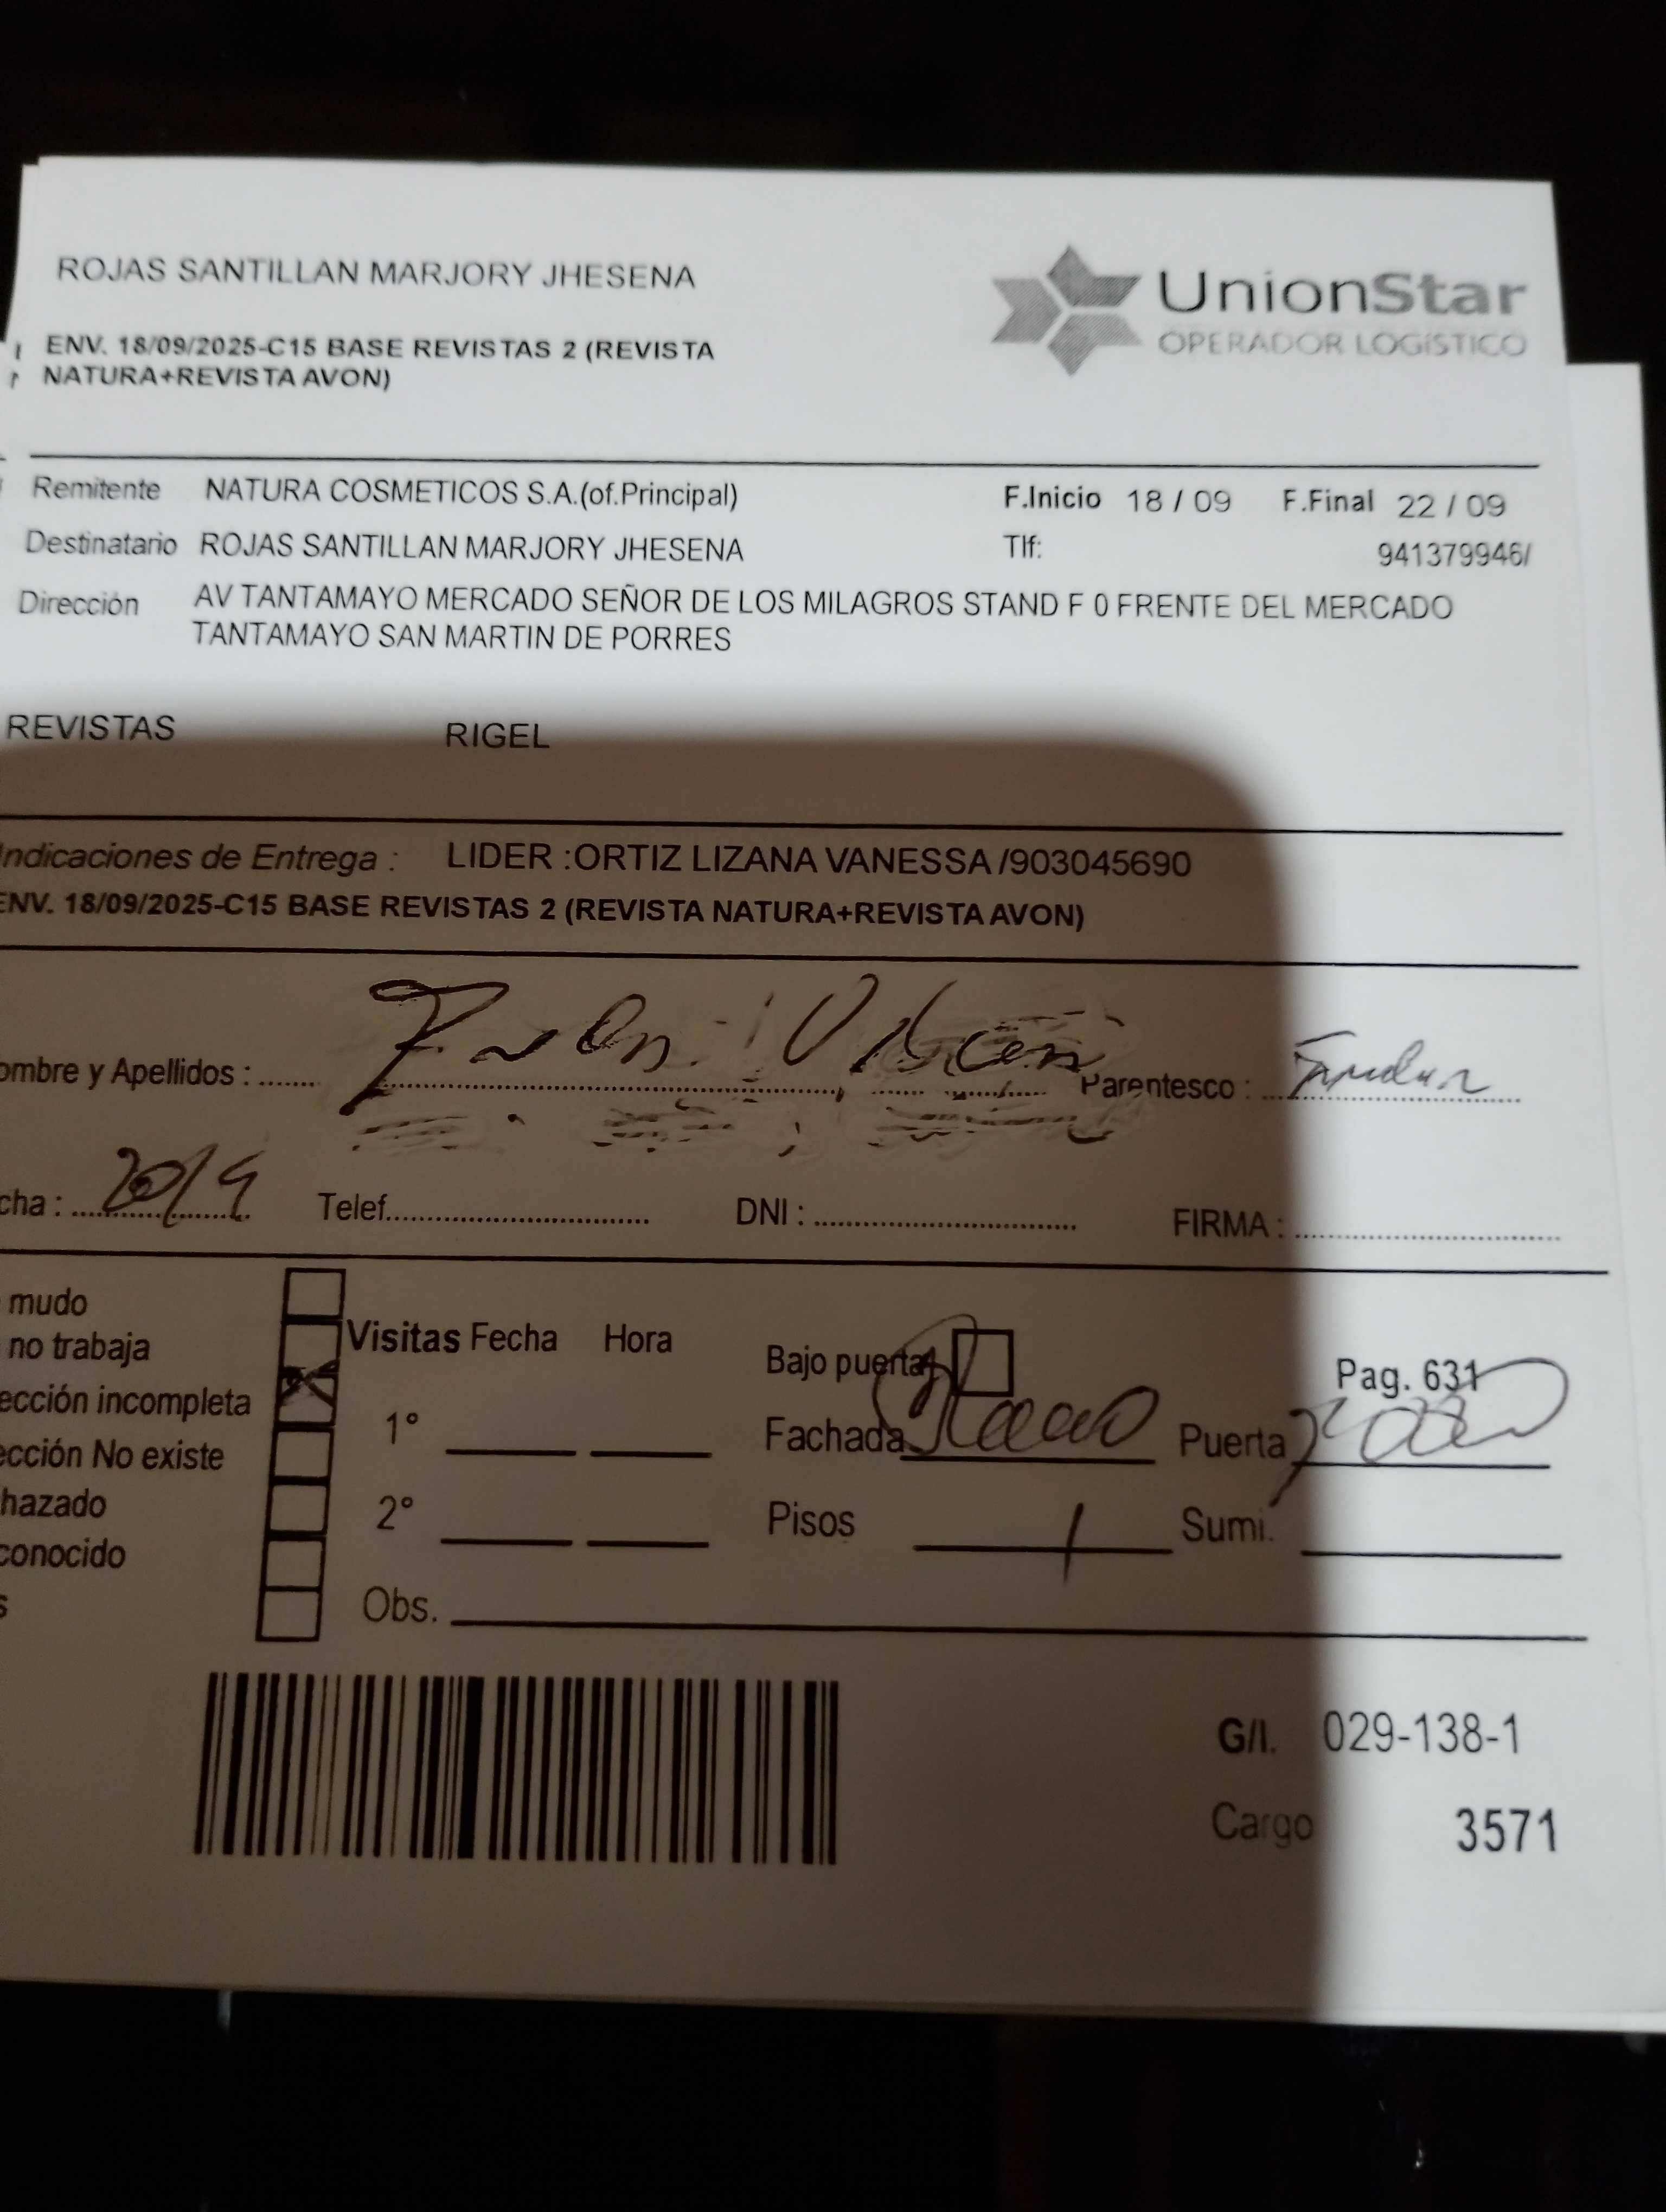 ROJAS SANTILLAN MARJORY JHESENA
UnionStar
OPERADOR LOGÍSTICO
ENV. 18/09/2025-C15 BASE REVISTAS 2 (REVISTA
NATURA+REVISTA AVON)
Remitente NATURA COSMETICOS S.A.(of.Principal) F.Inicio 18 / 09 F.Final 22 / 09
Destinatario ROJAS SANTILLAN MARJORY JHESENA Tlf: 941379946/
Dirección AV TANTAMAYO MERCADO SEÑOR DE LOS MILAGROS STAND F 0 FRENTE DEL MERCADO
TANTAMAYO SAN MARTIN DE PORRES
REVISTAS RIGEL
Indicaciones de Entrega : LIDER :ORTIZ LIZANA VANESSA /903045690
ENV. 18/09/2025-C15 BASE REVISTAS 2 (REVISTA NATURA+REVISTA AVON)
ombre y Apellidos : Parentesco :
cha : 20/9 Telef. DNI : FIRMA :
mudo
no trabaja
ección incompleta
ección No existe
hazado
conocido
s
Visitas Fecha Hora
1°
2°
Obs.
Bajo puerta
Fachada Puerta
Pisos 1 Sumi.
Pag. 631
G/I. 029-138-1
Cargo 3571